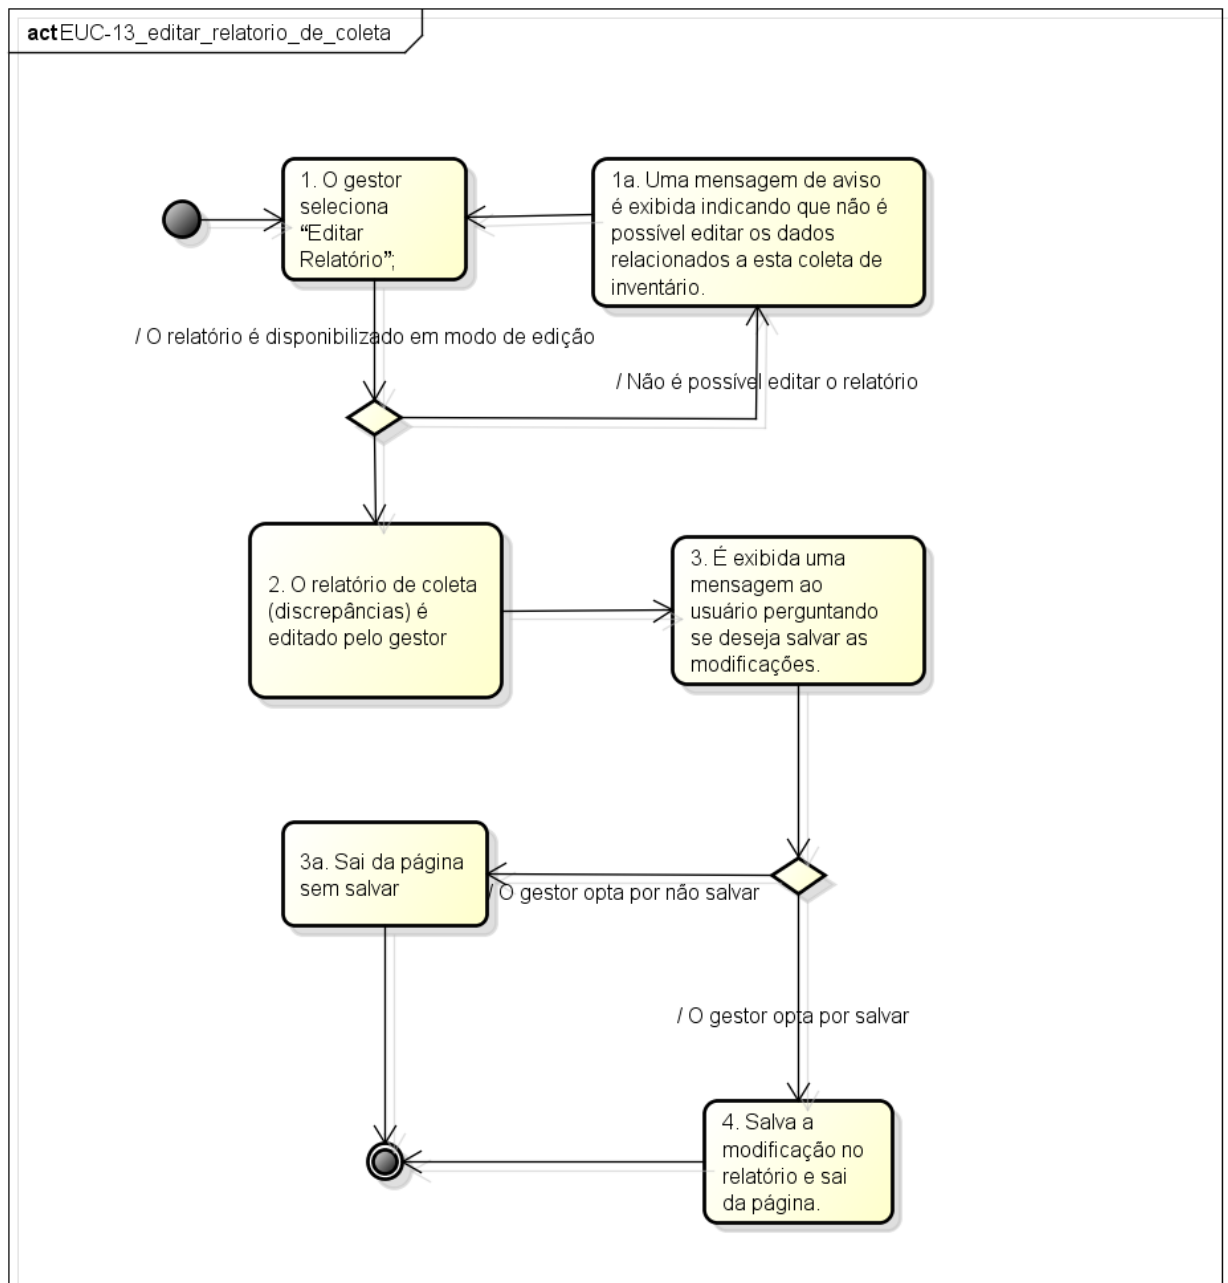 act EUC-13_editar_relatorio_de_coleta
1. O gestor
seleciona
“Editar
Relatório”;
1a. Uma mensagem de aviso
é exibida indicando que não é
possível editar os dados
relacionados a esta coleta de
inventário.
/ O relatório é disponibilizado em modo de edição
/ Não é possível editar o relatório
2. O relatório de coleta
(discrepâncias) é
editado pelo gestor
3. É exibida uma
mensagem ao
usuário perguntando
se deseja salvar as
modificações.
3a. Sai da página
sem salvar
/ O gestor opta por não salvar
/ O gestor opta por salvar
4. Salva a
modificação no
relatório e sai
da página.